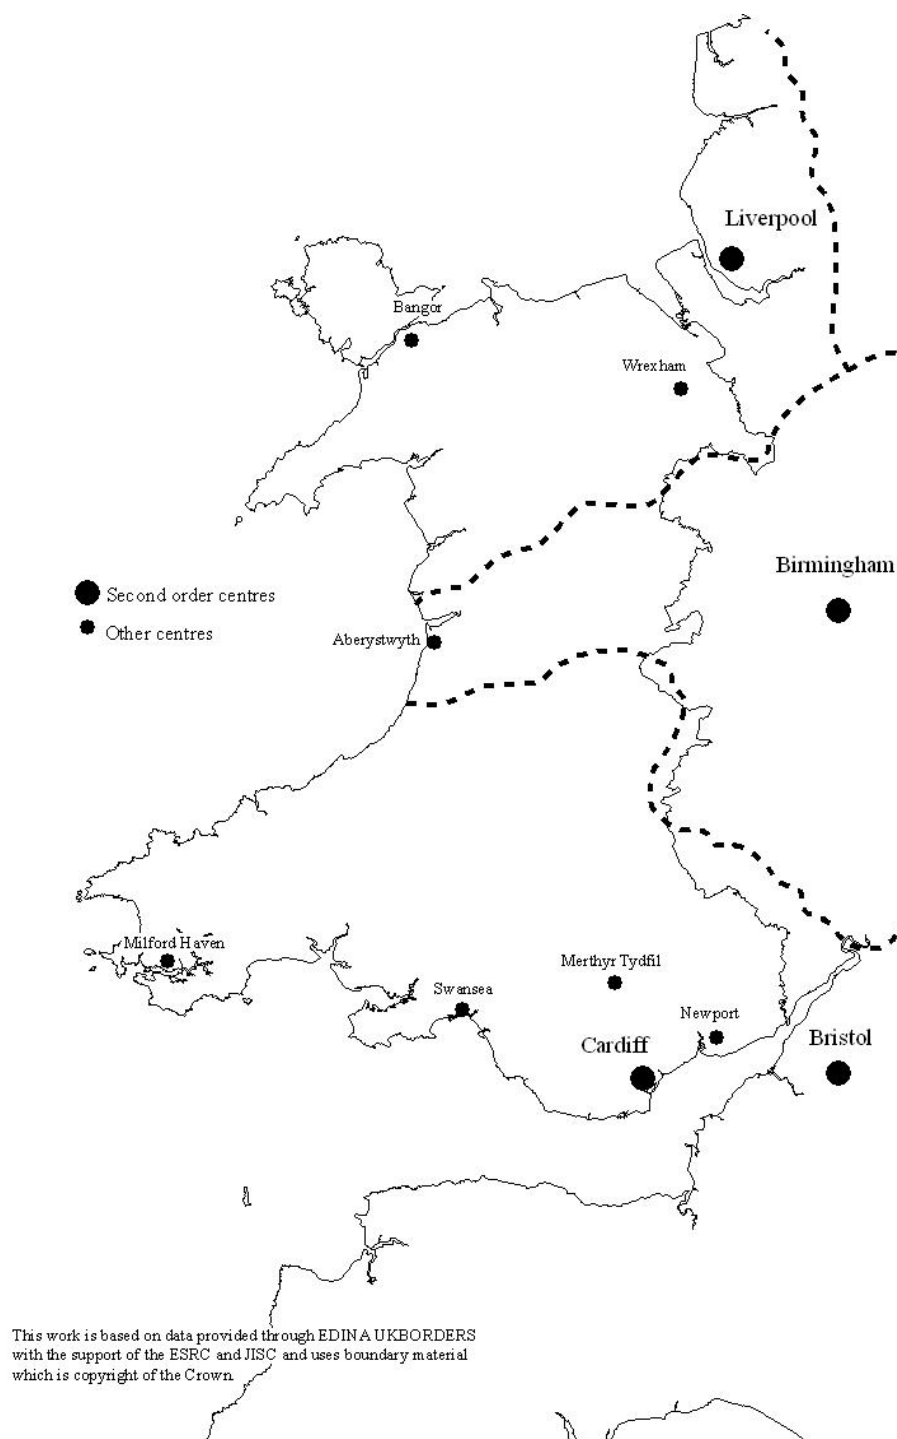 Liverpool
Bangor
Wrexham
Birmingham
Second order centres
Other centres
Aberystwyth
Milford Haven
Merthyr Tydfil
Swansea
Newport
Cardiff
Bristol
This work is based on data provided through EDINA UKBORDERS
with the support of the ESRC and JISC and uses boundary material
which is copyright of the Crown.